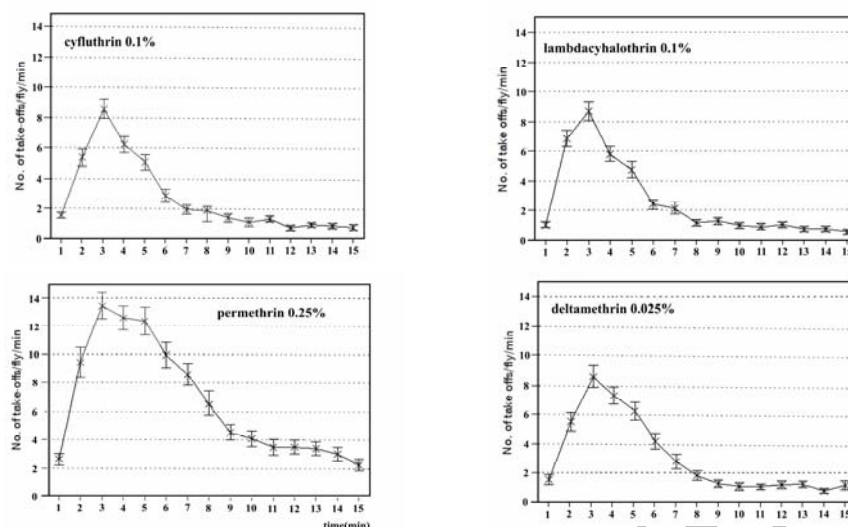 cyfluthrin 0.1%
No. of take-offs/fly/min
14
12
10
8
6
4
2
0
1 2 3 4 5 6 7 8 9 10 11 12 13 14 15
lambdacyhalothrin 0.1%
No. of take offs/fly/min
14
12
10
8
6
4
2
0
1 2 3 4 5 6 7 8 9 10 11 12 13 14 15
permethrin 0.25%
No. of take-offs/fly/min
14
12
10
8
6
4
2
0
1 2 3 4 5 6 7 8 9 10 11 12 13 14 15
time(min)
deltamethrin 0.025%
No. of take offs/fly/min
14
12
10
8
6
4
2
0
1 2 3 4 5 6 7 8 9 10 11 12 13 14 15